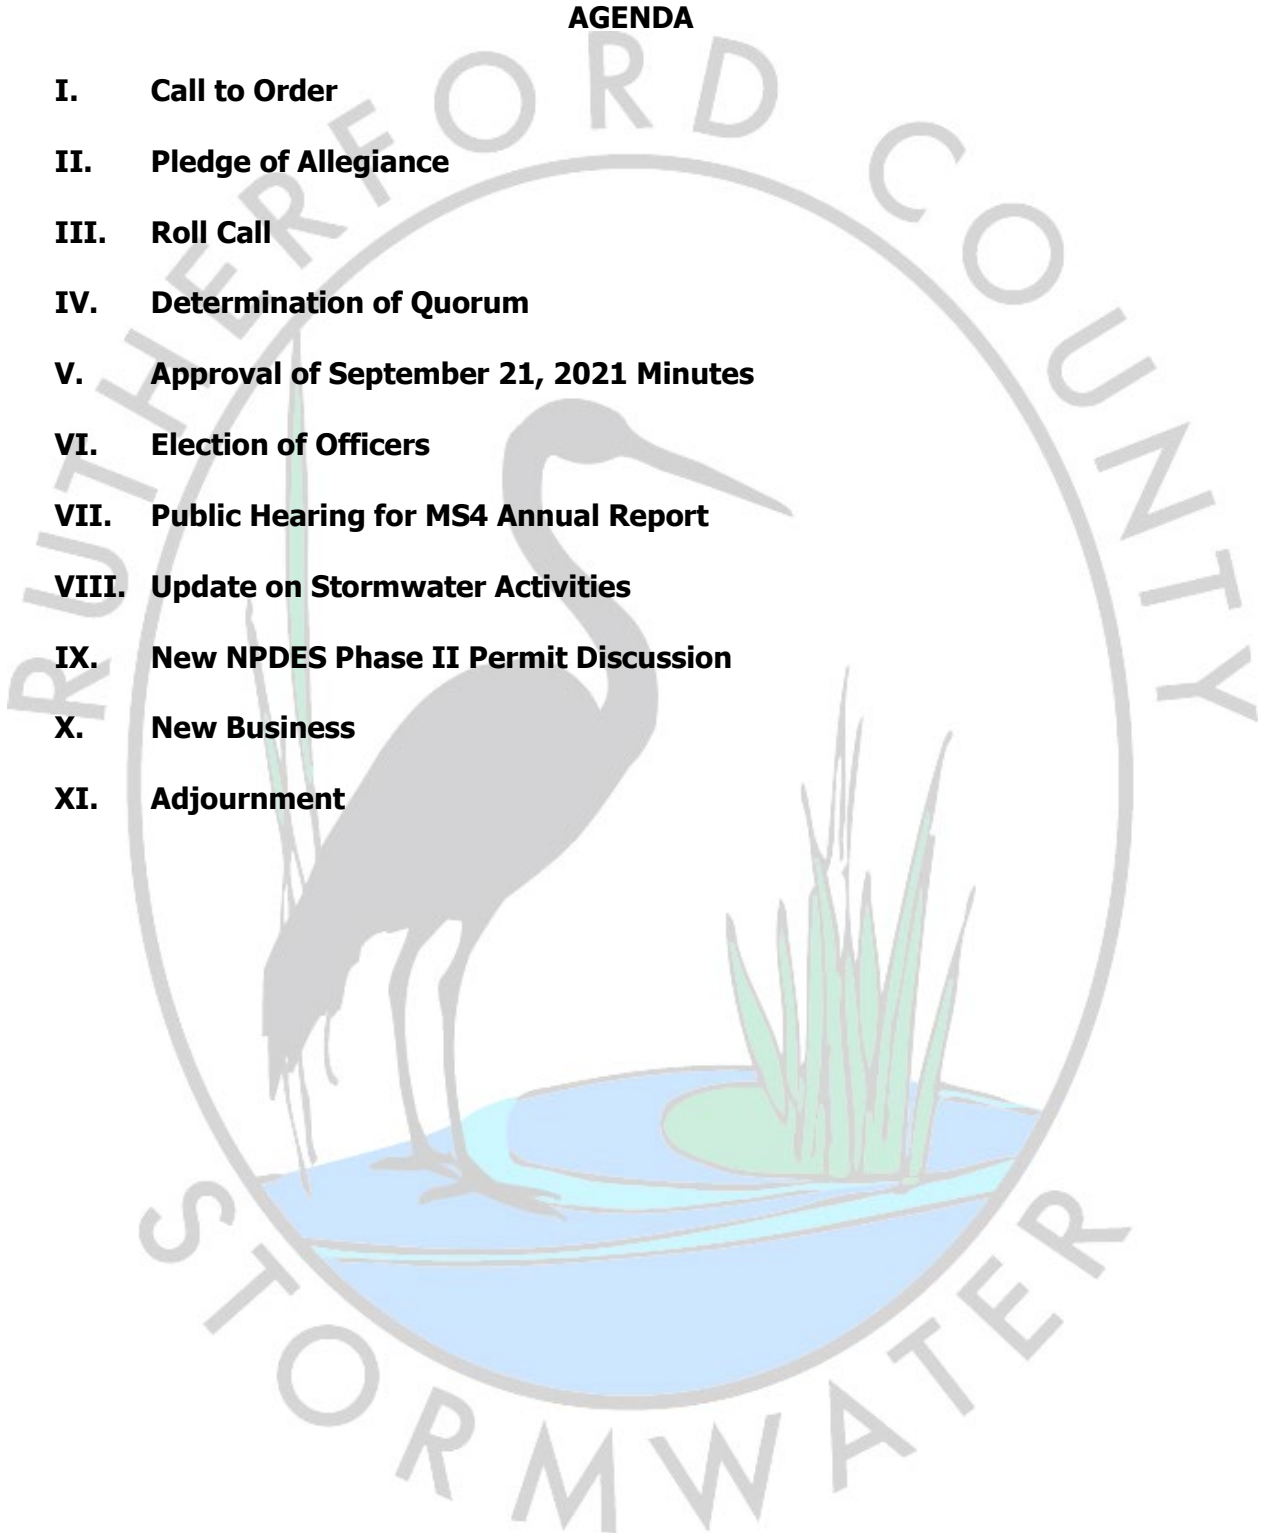 AGENDA
I. Call to Order
II. Pledge of Allegiance
III. Roll Call
IV. Determination of Quorum
V. Approval of September 21, 2021 Minutes
VI. Election of Officers
VII. Public Hearing for MS4 Annual Report
VIII. Update on Stormwater Activities
IX. New NPDES Phase II Permit Discussion
X. New Business
XI. Adjournment
RUTHERFORD COUNTY
STORMWATER